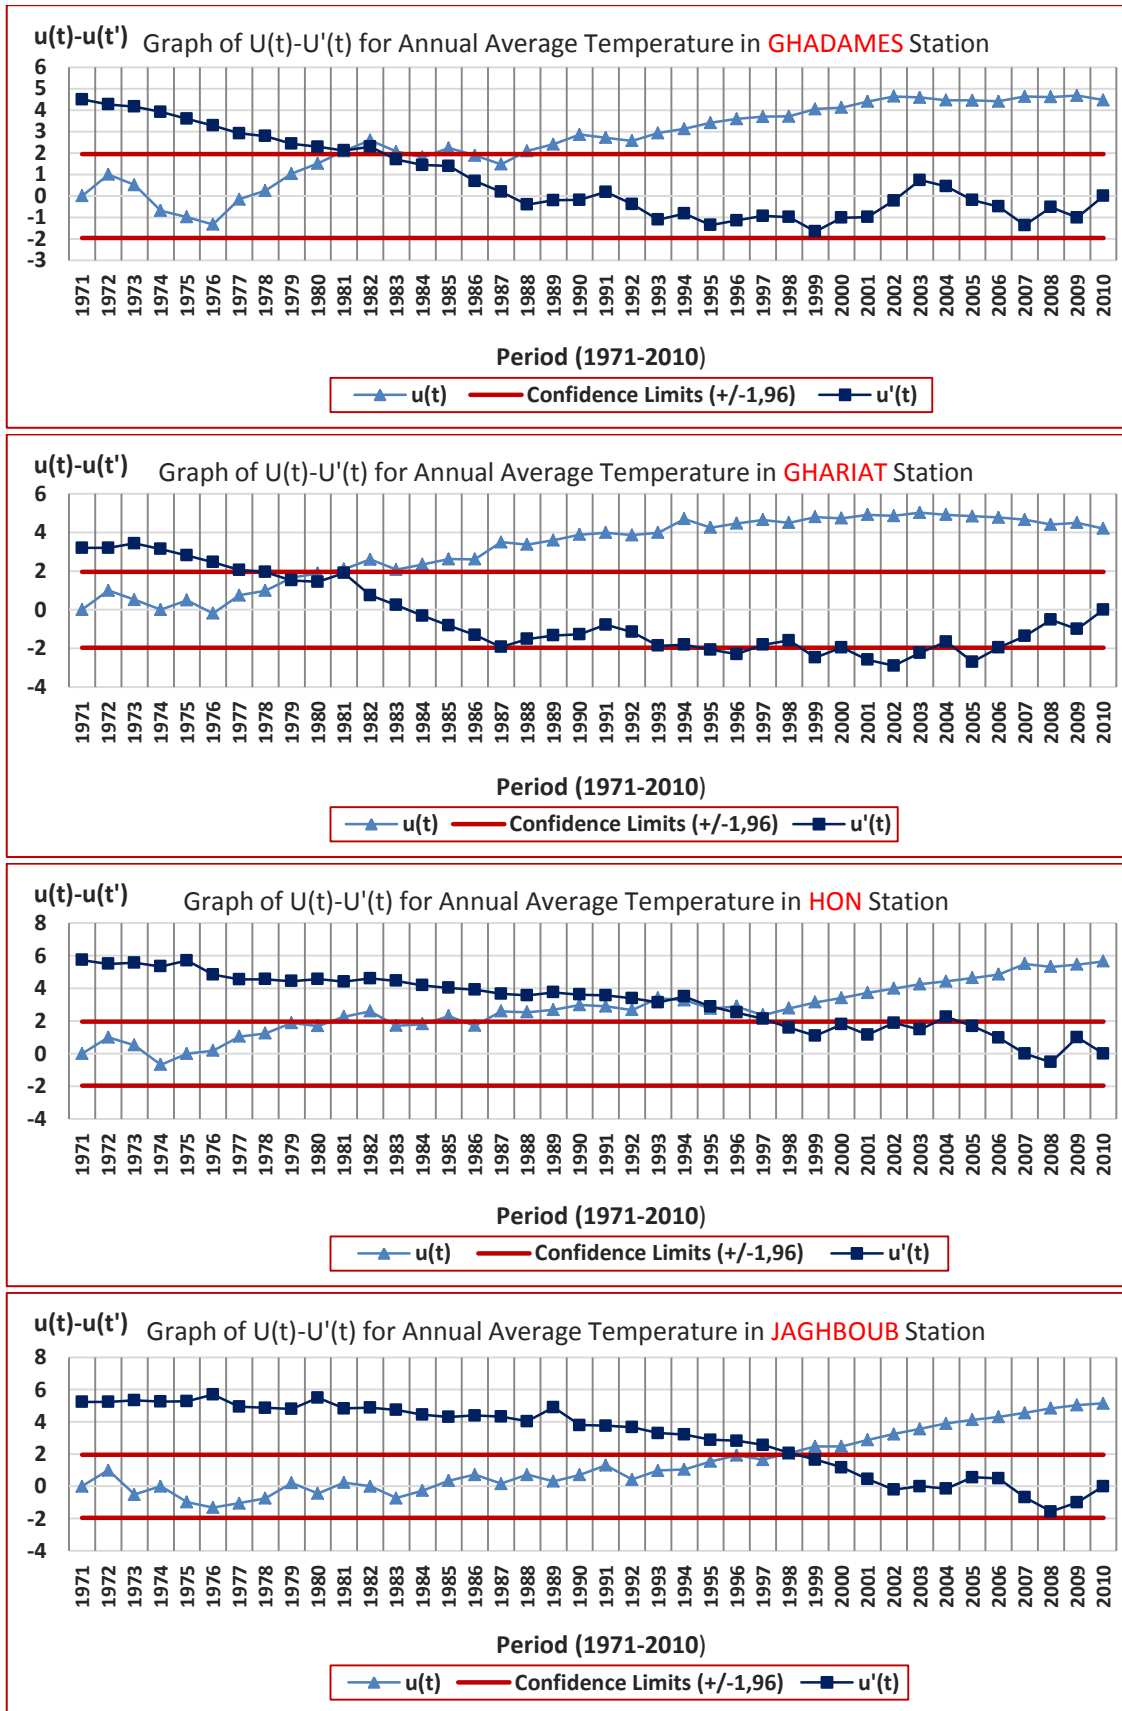 u(t)-u(t')
Graph of U(t)-U'(t) for Annual Average Temperature in GHADAMES Station
6
5
4
3
2
1
0
-1
-2
-3
1971 1972 1973 1974 1975 1976 1977 1978 1979 1980 1981 1982 1983 1984 1985 1986 1987 1988 1989 1990 1991 1992 1993 1994 1995 1996 1997 1998 1999 2000 2001 2002 2003 2004 2005 2006 2007 2008 2009 2010
Period (1971-2010)
u(t) Confidence Limits (+/-1,96) u'(t)
u(t)-u(t')
Graph of U(t)-U'(t) for Annual Average Temperature in GHARIAT Station
6
4
2
0
-2
-4
1971 1972 1973 1974 1975 1976 1977 1978 1979 1980 1981 1982 1983 1984 1985 1986 1987 1988 1989 1990 1991 1992 1993 1994 1995 1996 1997 1998 1999 2000 2001 2002 2003 2004 2005 2006 2007 2008 2009 2010
Period (1971-2010)
u(t) Confidence Limits (+/-1,96) u'(t)
u(t)-u(t')
Graph of U(t)-U'(t) for Annual Average Temperature in HON Station
8
6
4
2
0
-2
-4
1971 1972 1973 1974 1975 1976 1977 1978 1979 1980 1981 1982 1983 1984 1985 1986 1987 1988 1989 1990 1991 1992 1993 1994 1995 1996 1997 1998 1999 2000 2001 2002 2003 2004 2005 2006 2007 2008 2009 2010
Period (1971-2010)
u(t) Confidence Limits (+/-1,96) u'(t)
u(t)-u(t')
Graph of U(t)-U'(t) for Annual Average Temperature in JAGHBOUB Station
8
6
4
2
0
-2
-4
1971 1972 1973 1974 1975 1976 1977 1978 1979 1980 1981 1982 1983 1984 1985 1986 1987 1988 1989 1990 1991 1992 1993 1994 1995 1996 1997 1998 1999 2000 2001 2002 2003 2004 2005 2006 2007 2008 2009 2010
Period (1971-2010)
u(t) Confidence Limits (+/-1,96) u'(t)